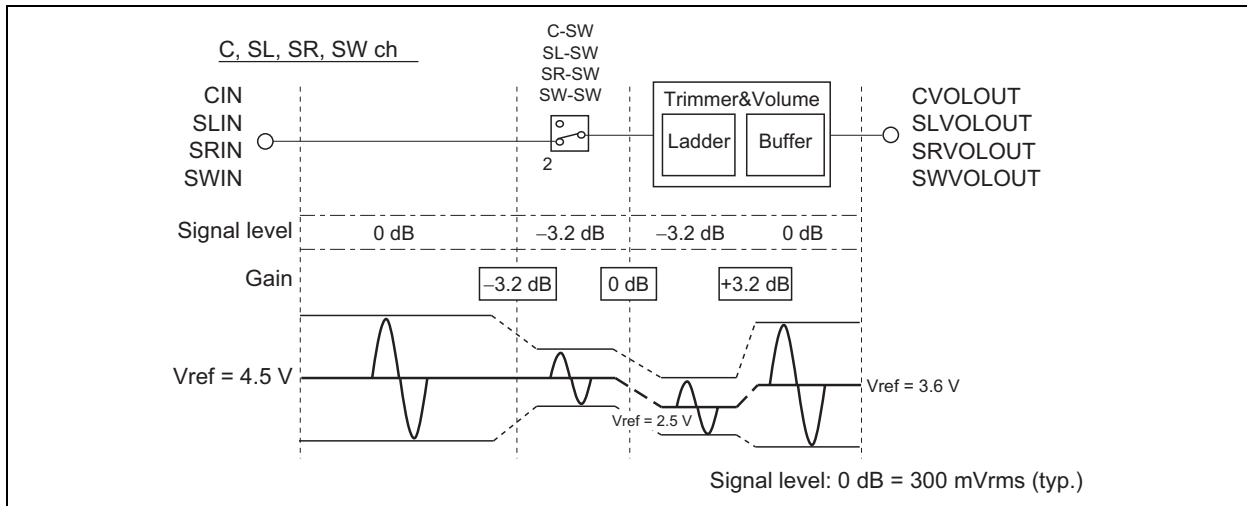 C, SL, SR, SW ch
C-SW
SL-SW
SR-SW
SW-SW
CIN
SLIN
SRIN
SWIN
2
Trimmer&Volume
Ladder
Buffer
CVOLOUT
SLVOLOUT
SRVOLOUT
SWVOLOUT
Signal level
0 dB
−3.2 dB
−3.2 dB
0 dB
Gain
−3.2 dB
0 dB
+3.2 dB
Vref = 4.5 V
Vref = 2.5 V
Vref = 3.6 V
Signal level: 0 dB = 300 mVrms (typ.)